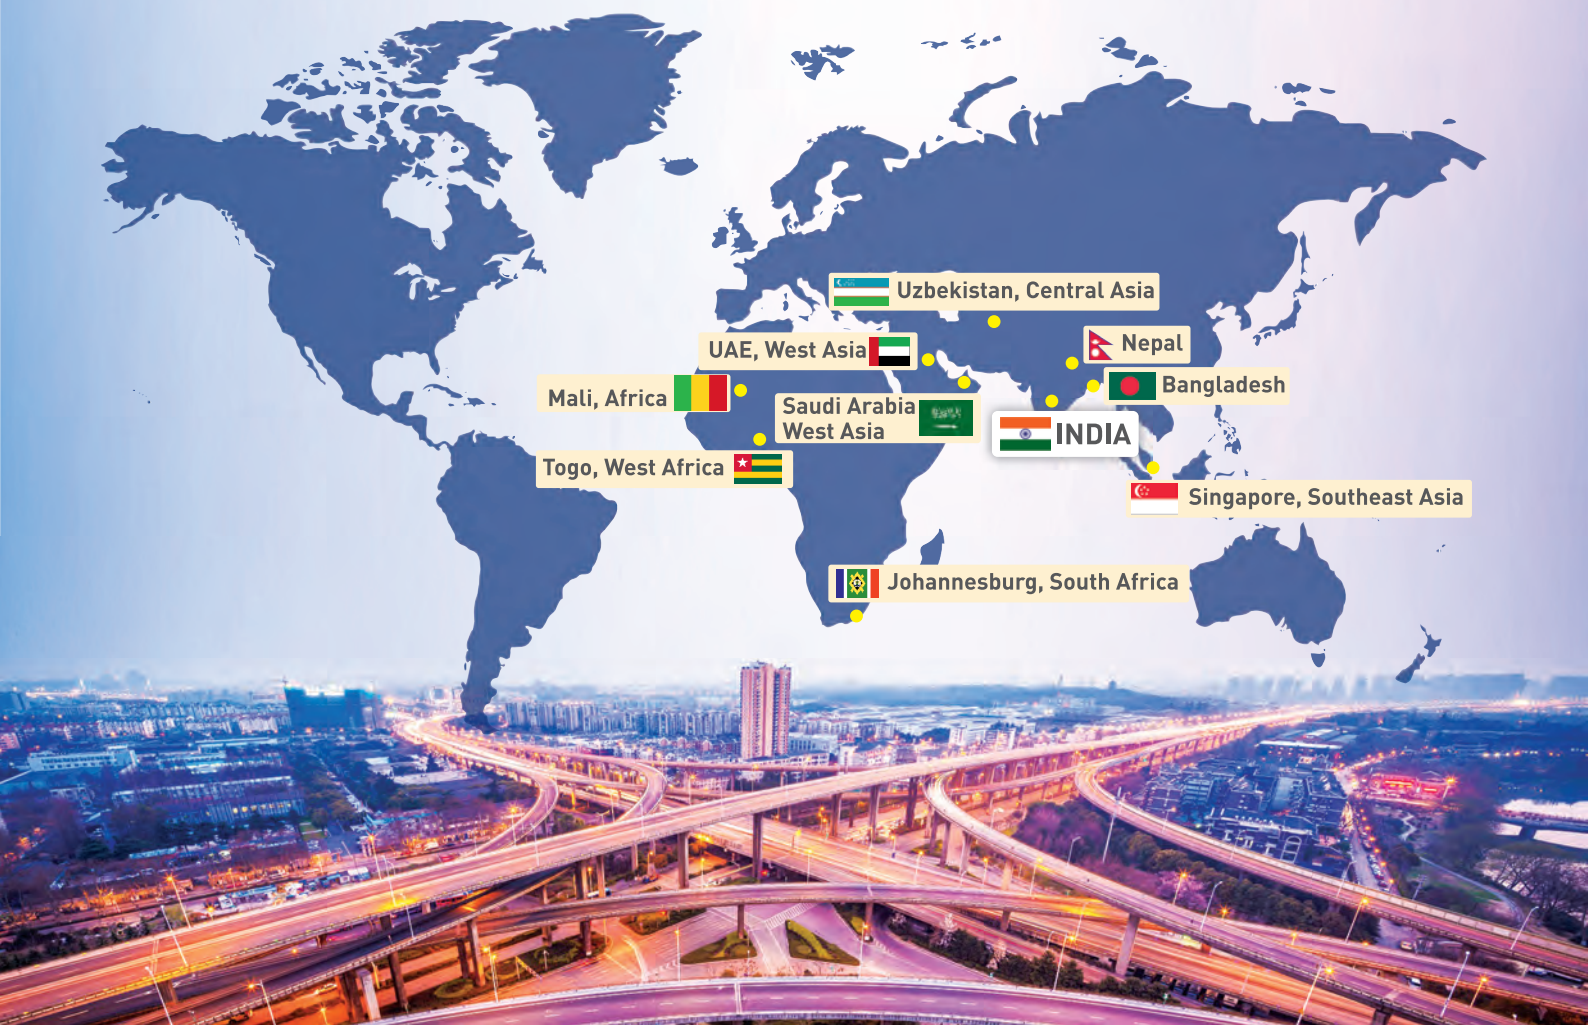 Uzbekistan, Central Asia
UAE, West Asia
Nepal
Mali, Africa
Bangladesh
Saudi Arabia
West Asia
INDIA
Togo, West Africa
Singapore, Southeast Asia
Johannesburg, South Africa